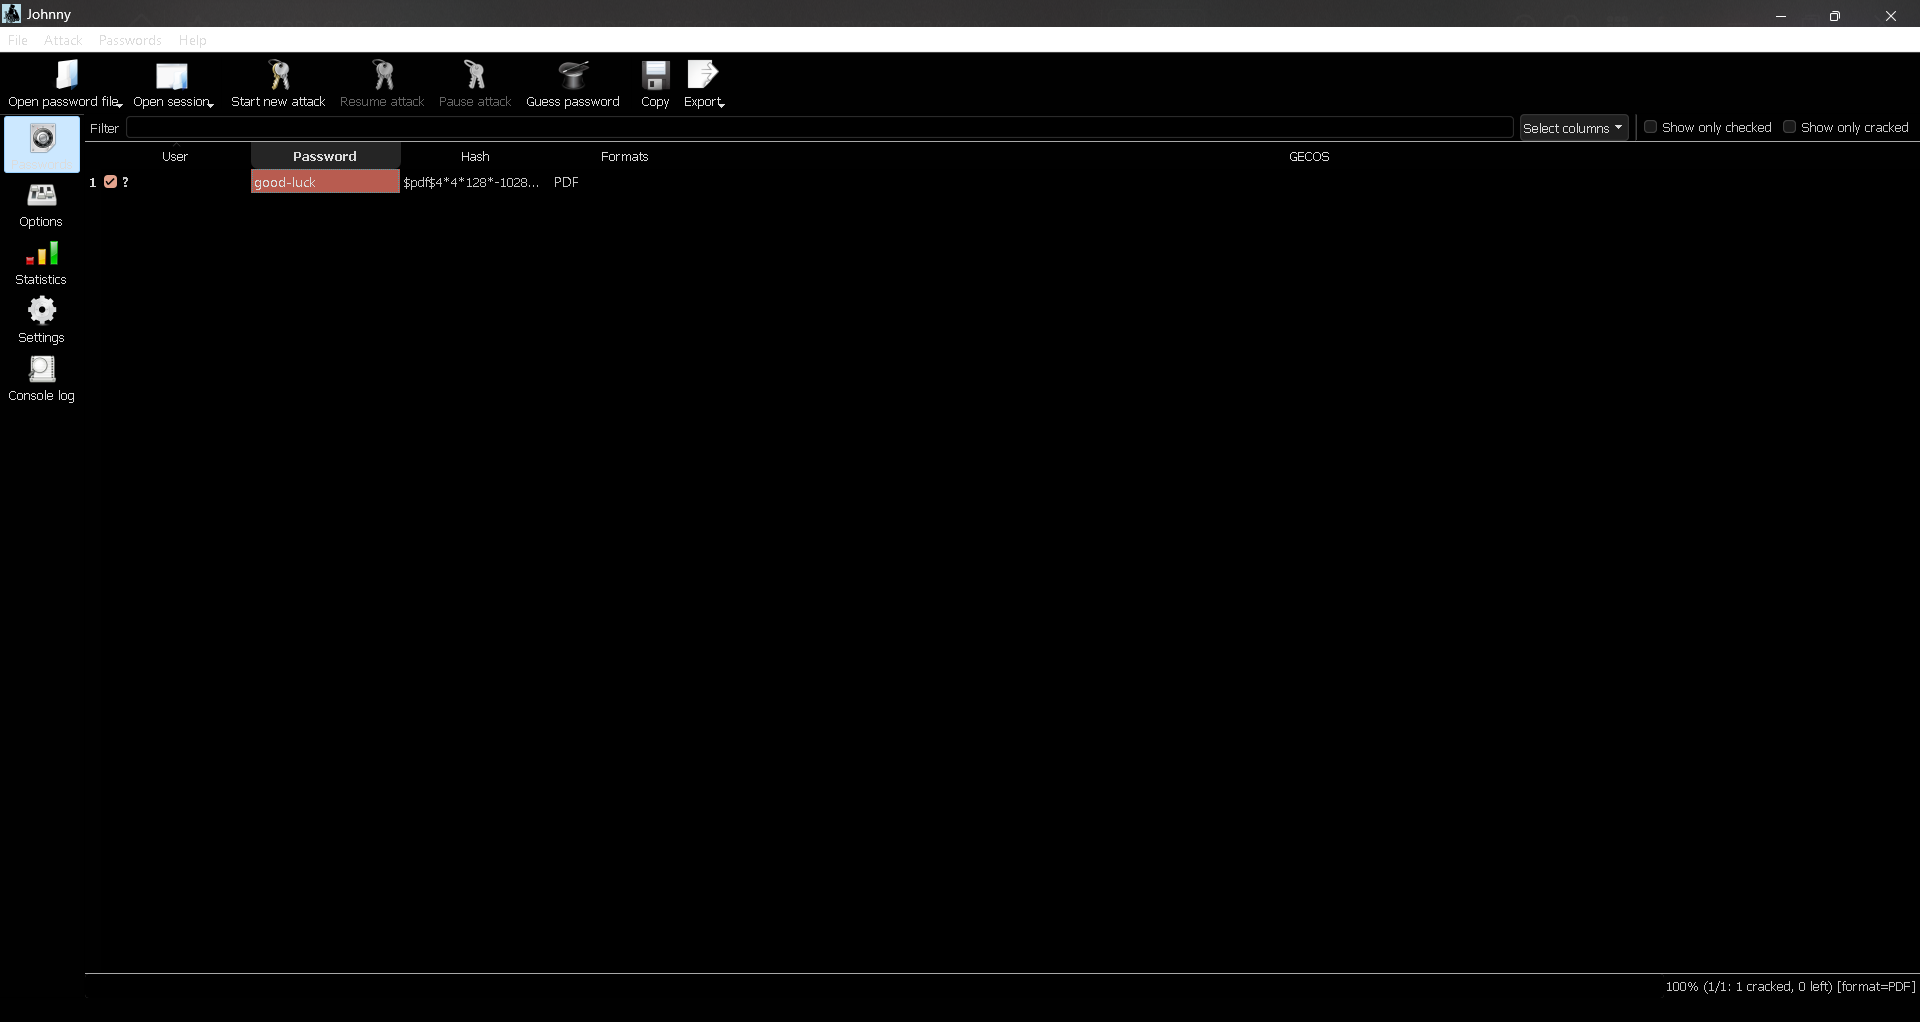 Johnny
File Attack Passwords Help
Open password file Open session Start new attack Resume attack Pause attack Guess password Copy Export
Filter Select columns Show only checked Show only cracked
User Password Hash Formats GECOS
1 ? good-luck $pdf$4*4*128*-1028... PDF
Options
Statistics
Settings
Console log
100% (1/1: 1 cracked, 0 left) [format=PDF]